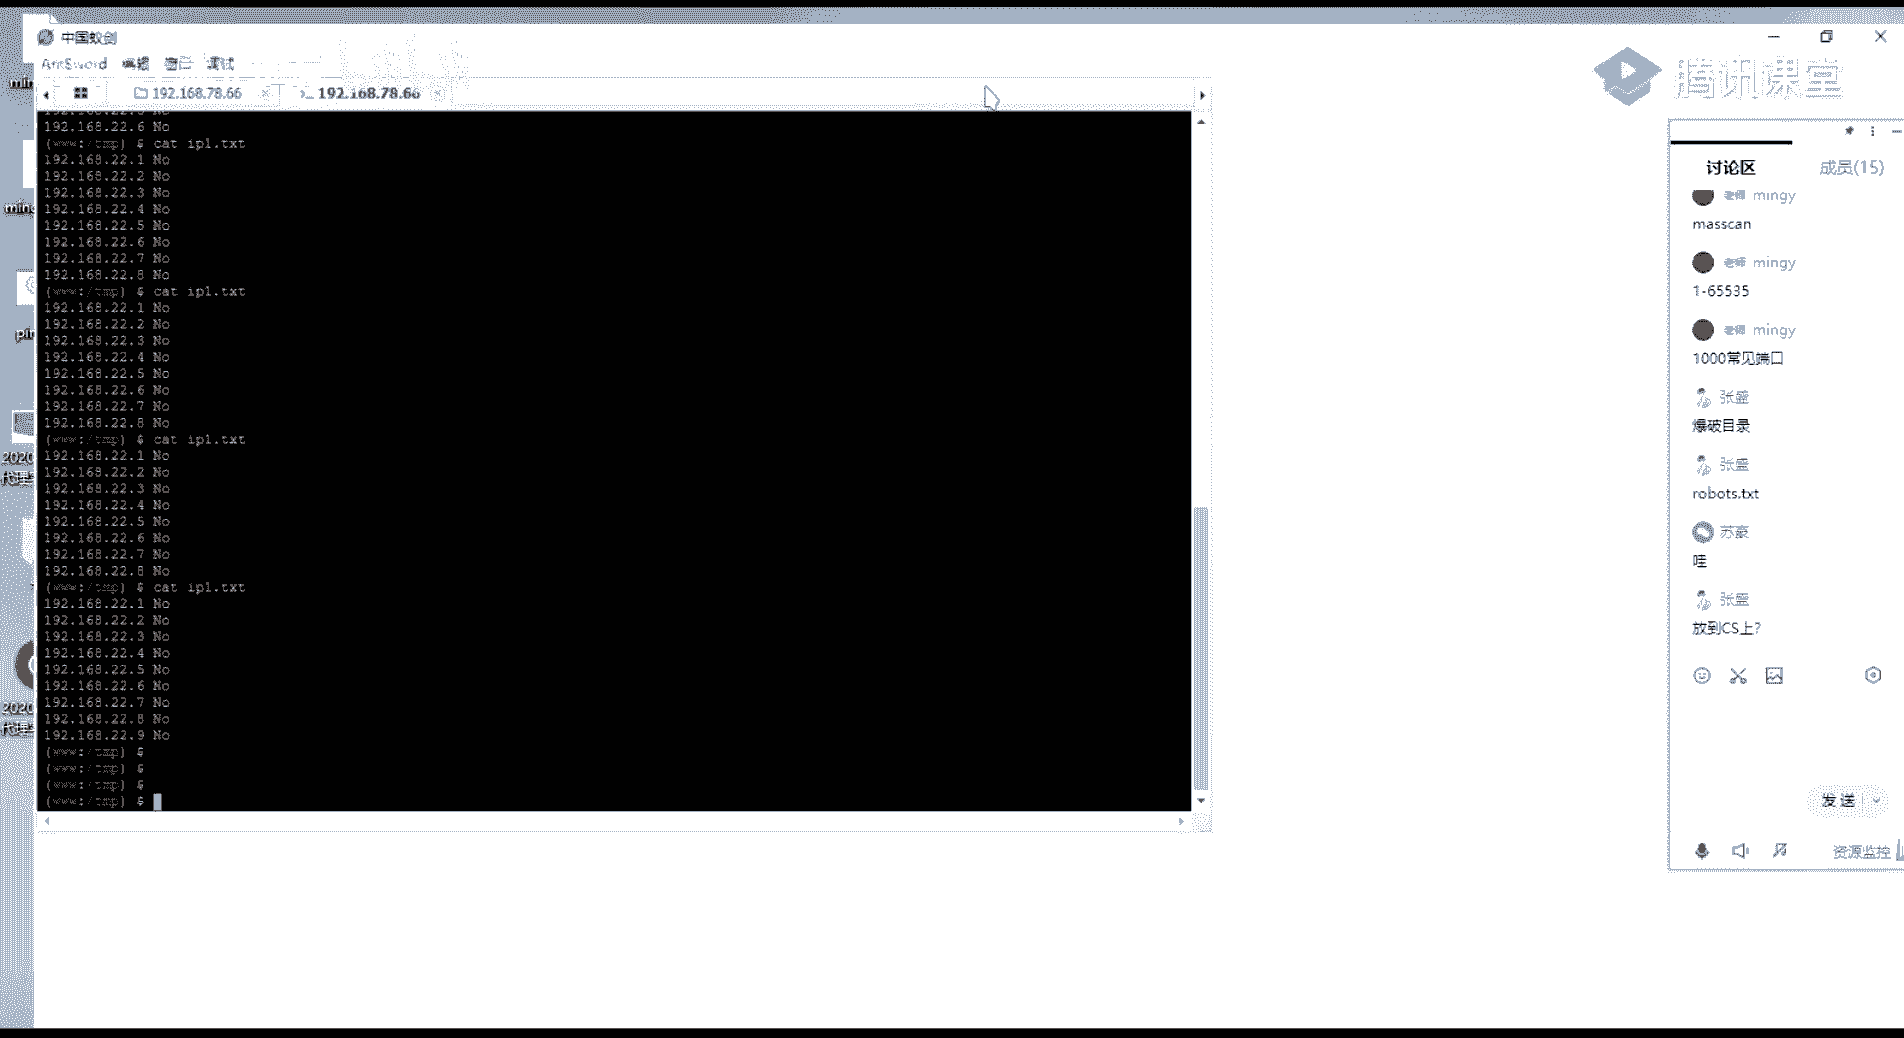 中国蚁剑
AntSword 编辑 窗口 调试
192.168.78.66
192.168.78.66
192.168.22.6 No
(www:/tmp) $ cat ip1.txt
192.168.22.1 No
192.168.22.2 No
192.168.22.3 No
192.168.22.4 No
192.168.22.5 No
192.168.22.6 No
192.168.22.7 No
192.168.22.8 No
(www:/tmp) $ cat ip1.txt
192.168.22.1 No
192.168.22.2 No
192.168.22.3 No
192.168.22.4 No
192.168.22.5 No
192.168.22.6 No
192.168.22.7 No
192.168.22.8 No
(www:/tmp) $ cat ip1.txt
192.168.22.1 No
192.168.22.2 No
192.168.22.3 No
192.168.22.4 No
192.168.22.5 No
192.168.22.6 No
192.168.22.7 No
192.168.22.8 No
(www:/tmp) $ cat ip1.txt
192.168.22.1 No
192.168.22.2 No
192.168.22.3 No
192.168.22.4 No
192.168.22.5 No
192.168.22.6 No
192.168.22.7 No
192.168.22.8 No
192.168.22.9 No
(www:/tmp) $
(www:/tmp) $
(www:/tmp) $
(www:/tmp) $
腾讯课堂
讨论区 成员(15)
老师 mingy
masscan
老师 mingy
1-65535
老师 mingy
1000常见端口
张盛
爆破目录
张盛
robots.txt
苏豪
哇
张盛
放到CS上?
发送
资源监控